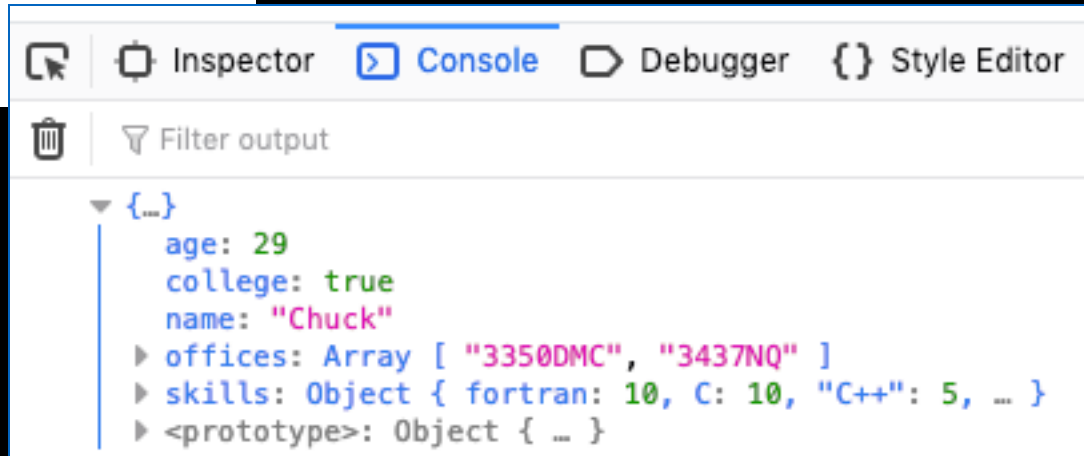 Inspector Console Debugger {} Style Editor
Filter output
{…}
age: 29
college: true
name: "Chuck"
offices: Array [ "3350DMC", "3437NQ" ]
skills: Object { fortran: 10, C: 10, "C++": 5, … }
<prototype>: Object { … }